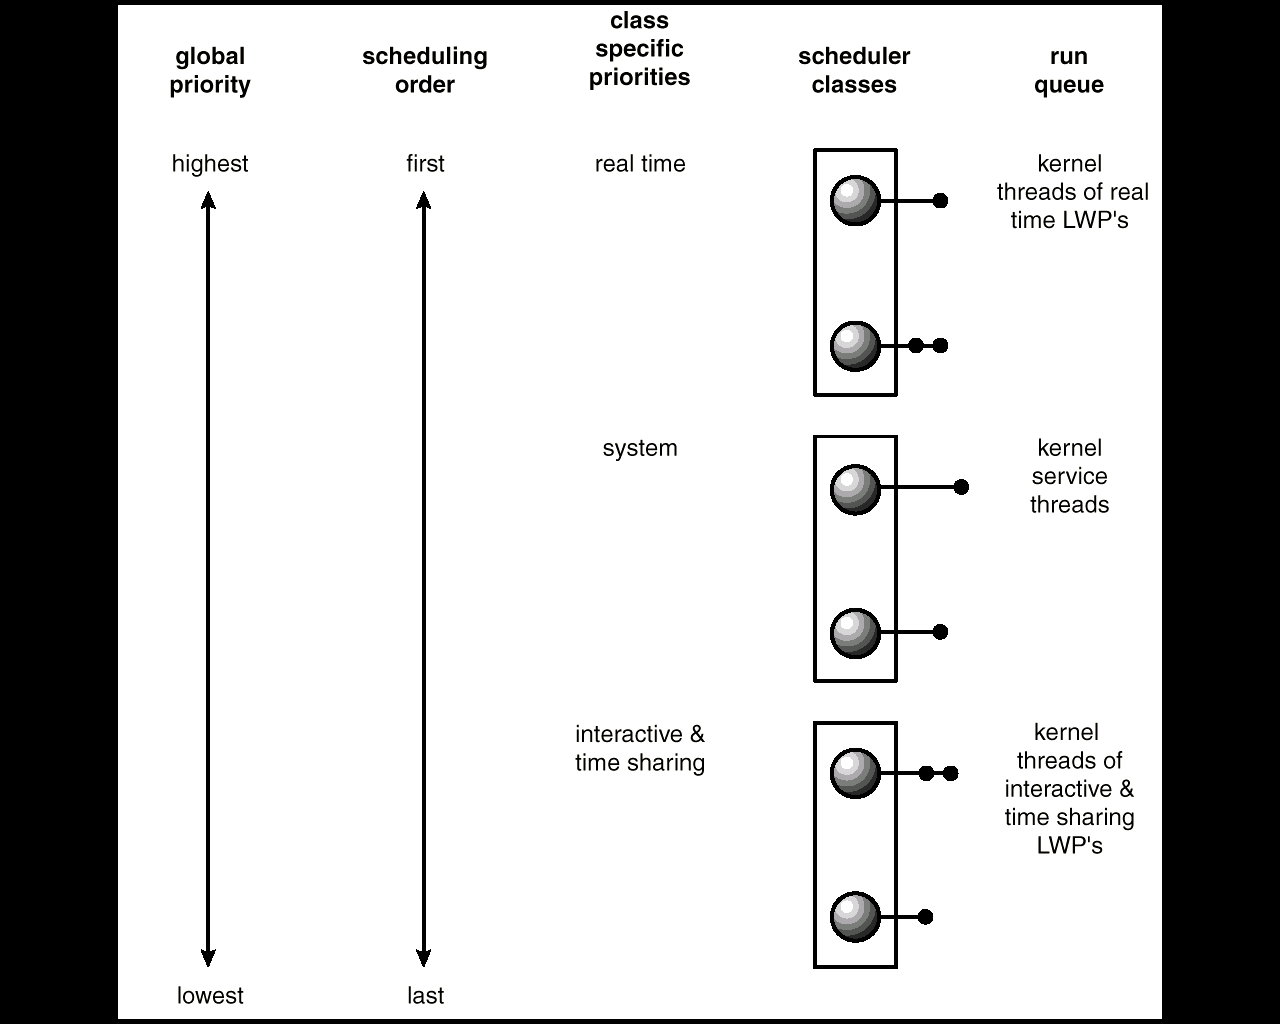 global
priority
scheduling
order
class
specific
priorities
scheduler
classes
run
queue
highest
first
real time
kernel
threads of real
time LWP's
system
kernel
service
threads
interactive &
time sharing
kernel
threads of
interactive &
time sharing
LWP's
lowest
last